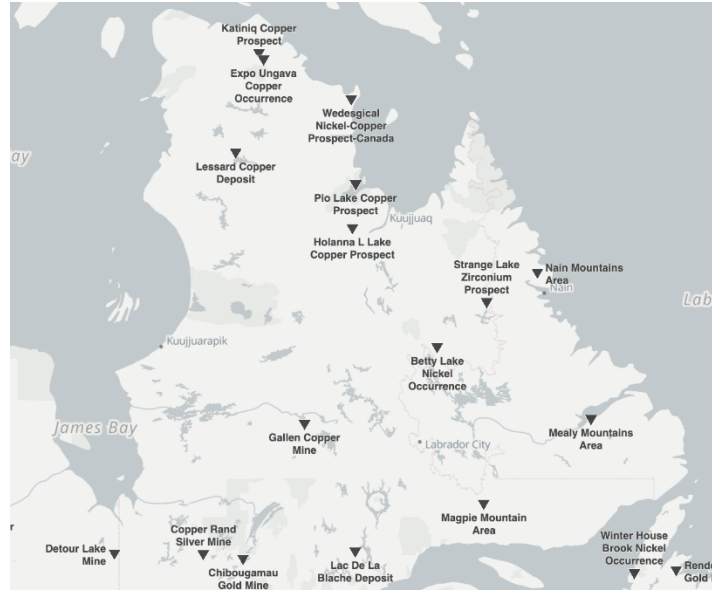 Katiniq Copper
Prospect
Expo Ungava
Copper
Occurrence
Wedesgical
Nickel-Copper
Prospect-Canada
ay
Lessard Copper
Deposit
Pio Lake Copper
Prospect
Kuujjuaq
Holanna L Lake
Copper Prospect
Strange Lake
Zirconium
Prospect
Nain Mountains
Area
Nain
Lab
Kuujjuarapik
Betty Lake
Nickel
Occurrence
James Bay
Gallen Copper
Mine
Labrador City
Mealy Mountains
Area
Magpie Mountain
Area
r
Detour Lake
Mine
Copper Rand
Silver Mine
Chibougamau
Gold Mine
Lac De La
Blache Deposit
Winter House
Brook Nickel
Occurrence
Rende
Gold